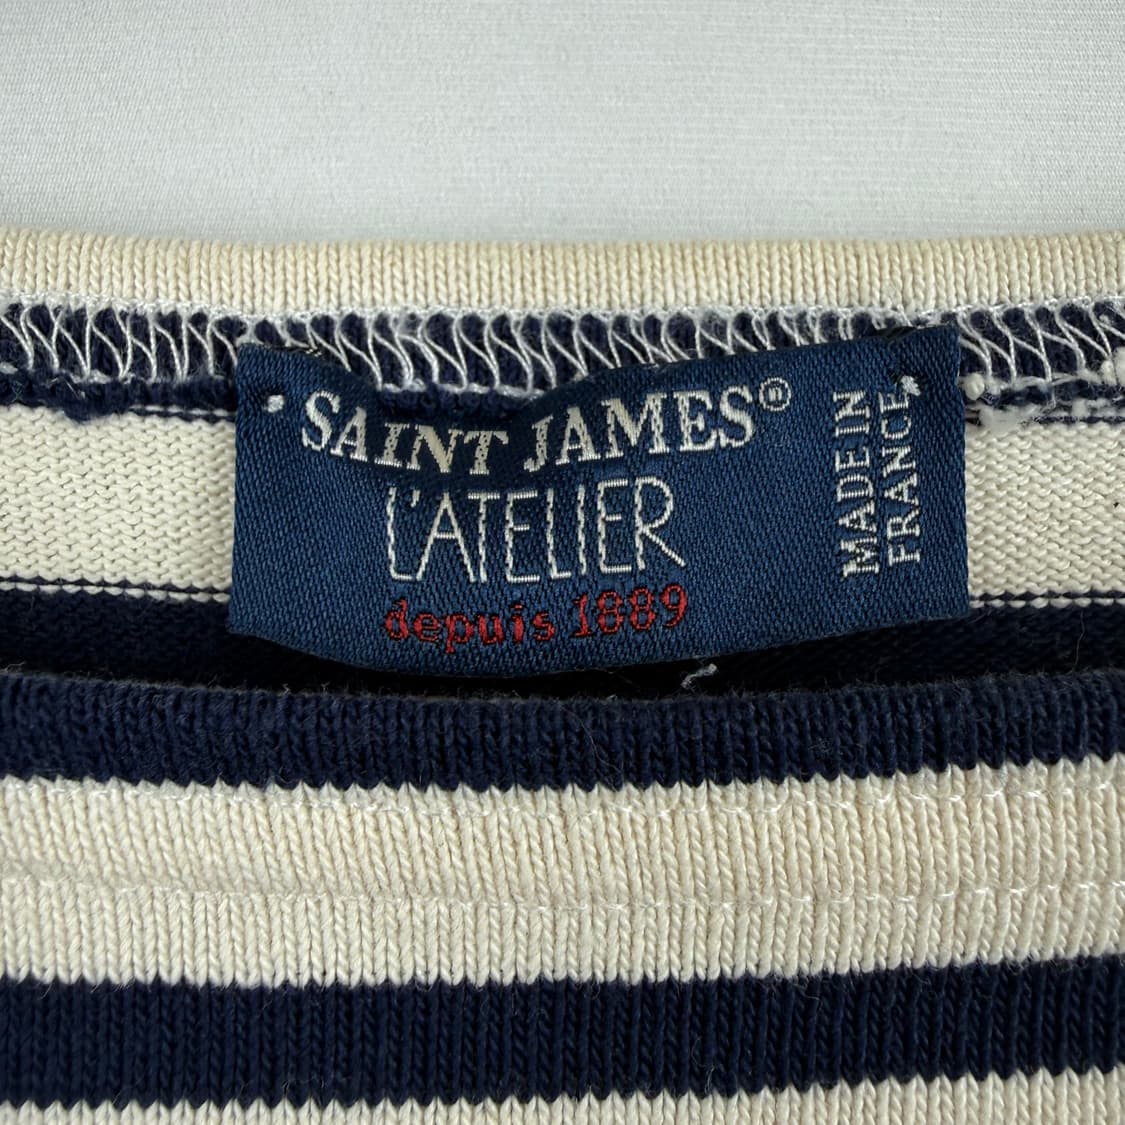 SAINT JAMES®
L'ATELIER
depuis 1889
MADE IN
FRANCE